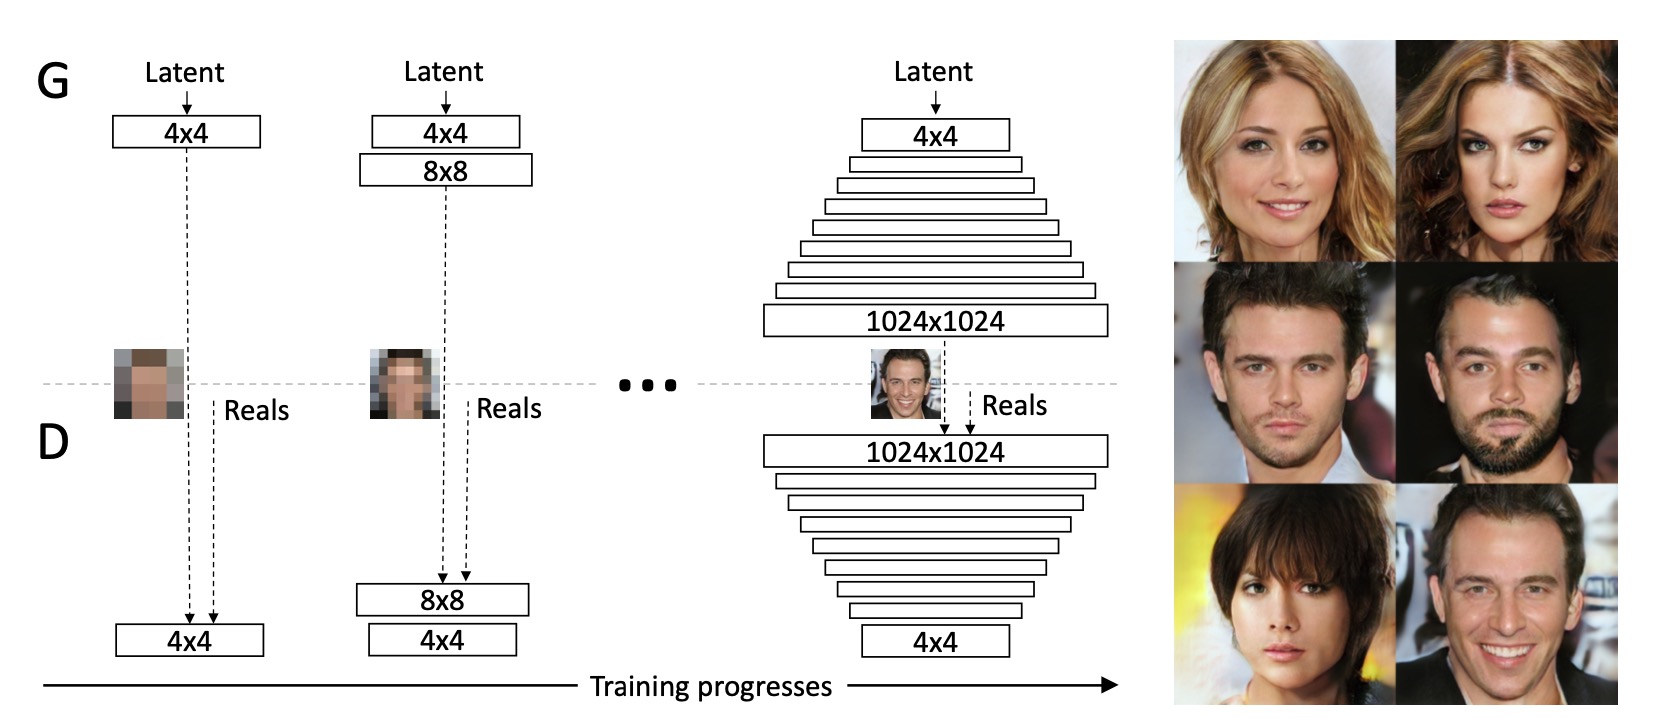 G
Latent
4x4
Latent
4x4
8x8
Latent
4x4
1024x1024
Reals
Reals
Reals
D
1024x1024
4x4
8x8
4x4
4x4
Training progresses